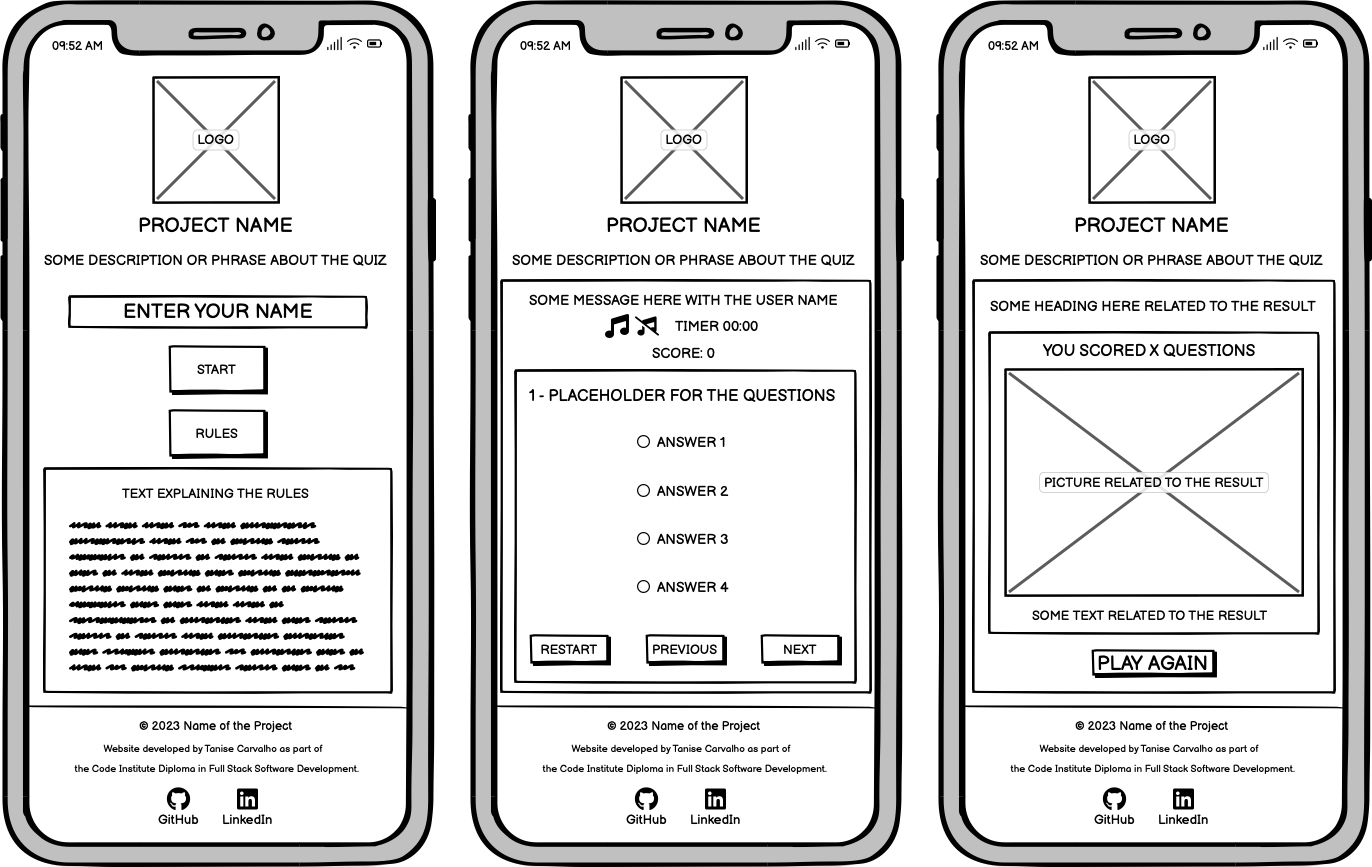 09:52 AM
LOGO
PROJECT NAME
SOME DESCRIPTION OR PHRASE ABOUT THE QUIZ
ENTER YOUR NAME
START
RULES
TEXT EXPLAINING THE RULES
© 2023 Name of the Project
Website developed by Tanise Carvalho as part of
the Code Institute Diploma in Full Stack Software Development.
GitHub LinkedIn
09:52 AM
LOGO
PROJECT NAME
SOME DESCRIPTION OR PHRASE ABOUT THE QUIZ
SOME MESSAGE HERE WITH THE USER NAME
TIMER 00:00
SCORE: 0
1 - PLACEHOLDER FOR THE QUESTIONS
ANSWER 1
ANSWER 2
ANSWER 3
ANSWER 4
RESTART PREVIOUS NEXT
© 2023 Name of the Project
Website developed by Tanise Carvalho as part of
the Code Institute Diploma in Full Stack Software Development.
GitHub LinkedIn
09:52 AM
LOGO
PROJECT NAME
SOME DESCRIPTION OR PHRASE ABOUT THE QUIZ
SOME HEADING HERE RELATED TO THE RESULT
YOU SCORED X QUESTIONS
PICTURE RELATED TO THE RESULT
SOME TEXT RELATED TO THE RESULT
PLAY AGAIN
© 2023 Name of the Project
Website developed by Tanise Carvalho as part of
the Code Institute Diploma in Full Stack Software Development.
GitHub LinkedIn